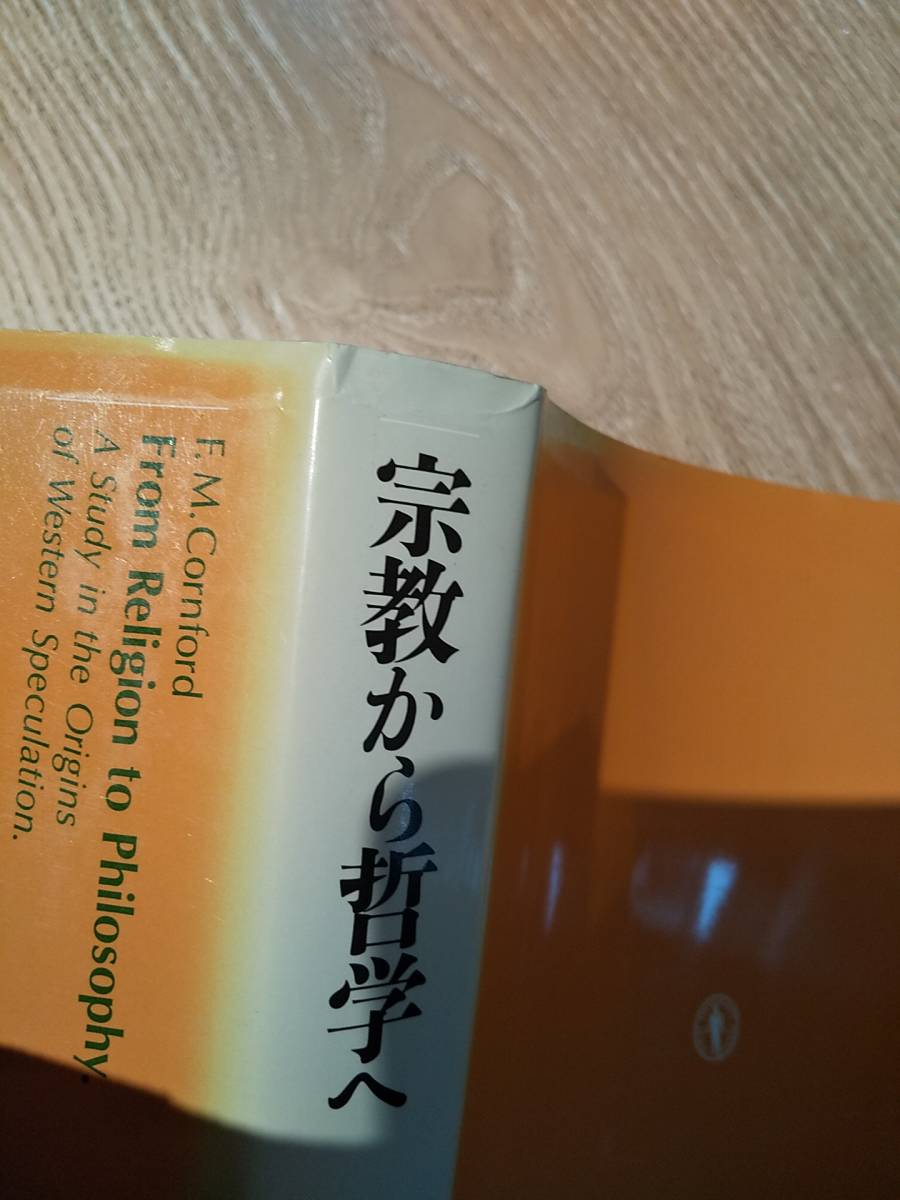 F. M. Cornford
From Religion to Philosophy.
A Study in the Origins
of Western Speculation.
宗教から哲学へ